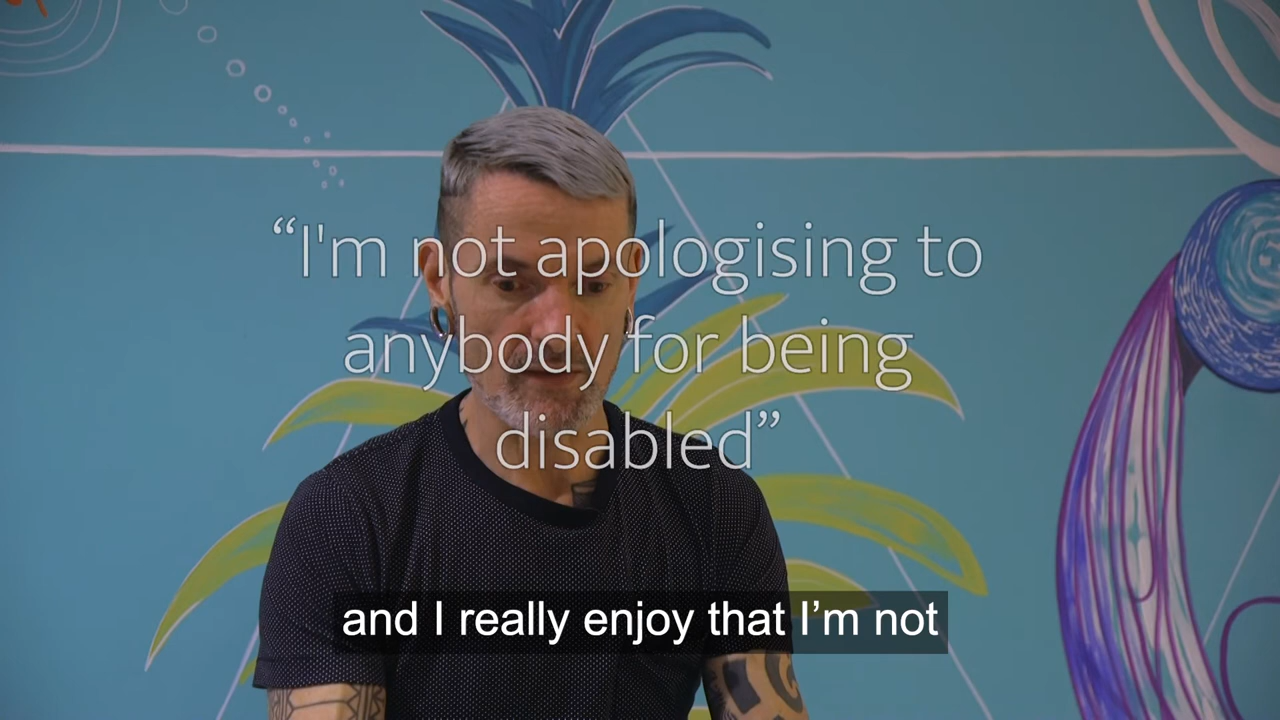 “I'm not apologising to
anybody for being
disabled”
and I really enjoy that I’m not